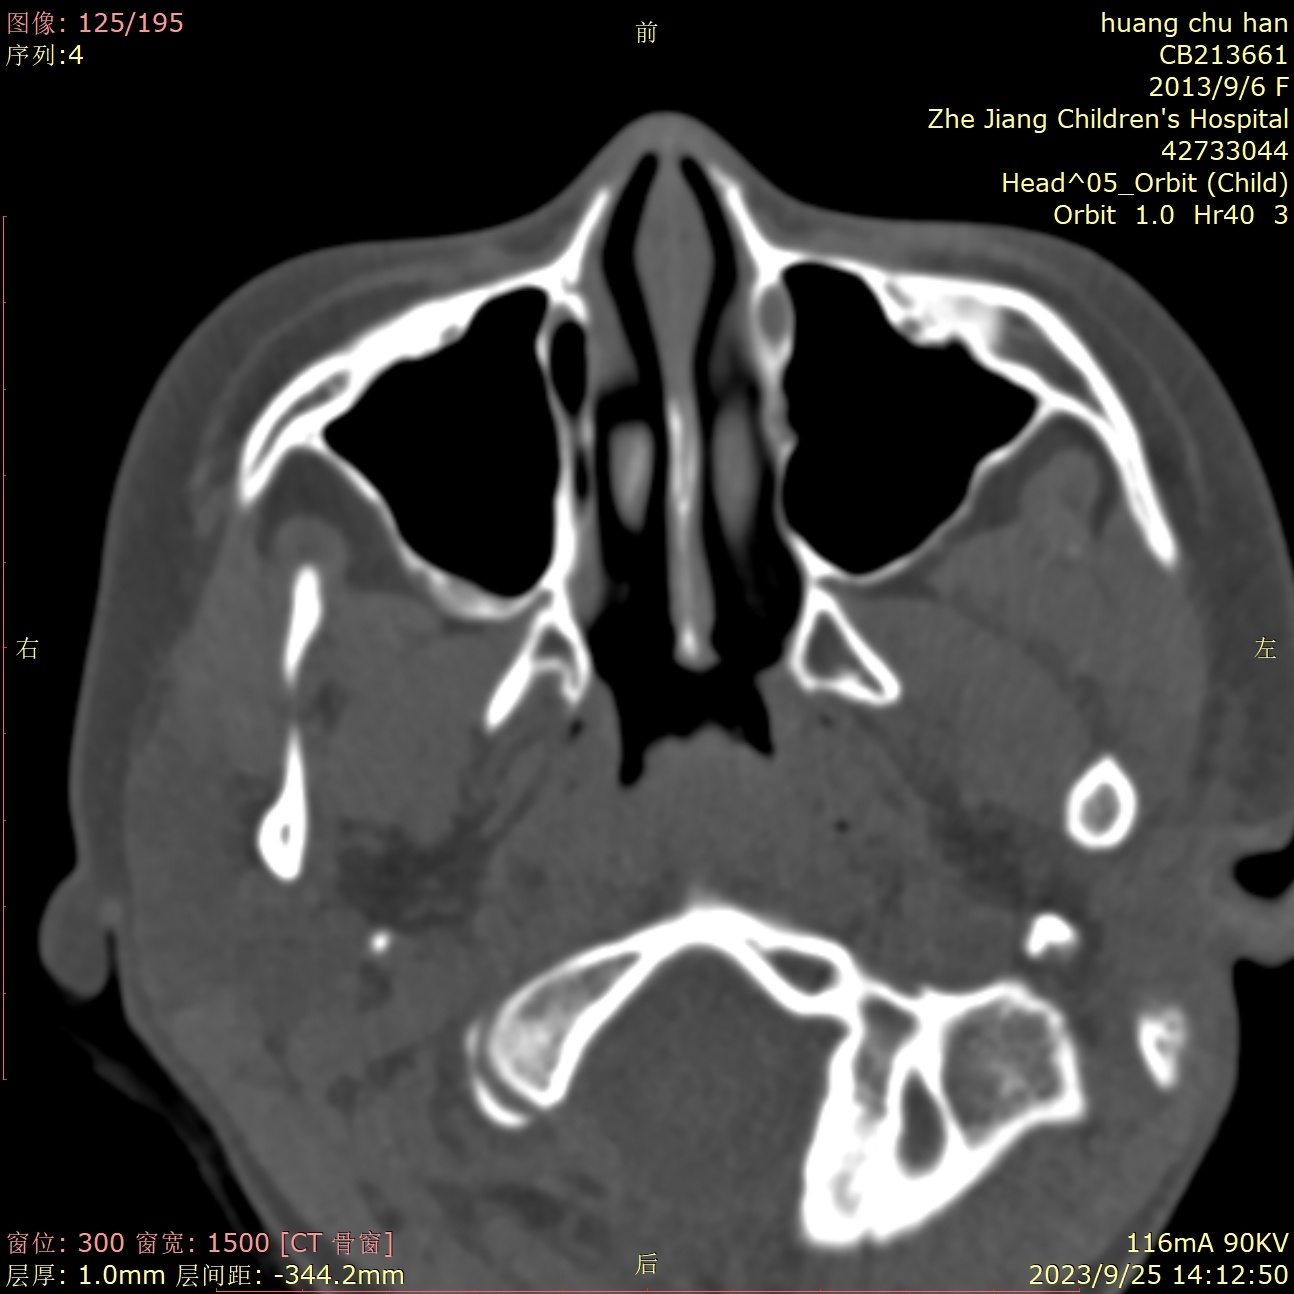 图像: 125/195
序列:4
前
huang chu han
CB213661
2013/9/6 F
Zhe Jiang Children's Hospital
42733044
Head^05_Orbit (Child)
Orbit 1.0 Hr40 3
右
左
窗位: 300 窗宽: 1500 [CT 骨窗]
层厚: 1.0mm 层间距: -344.2mm
后
116mA 90KV
2023/9/25 14:12:50